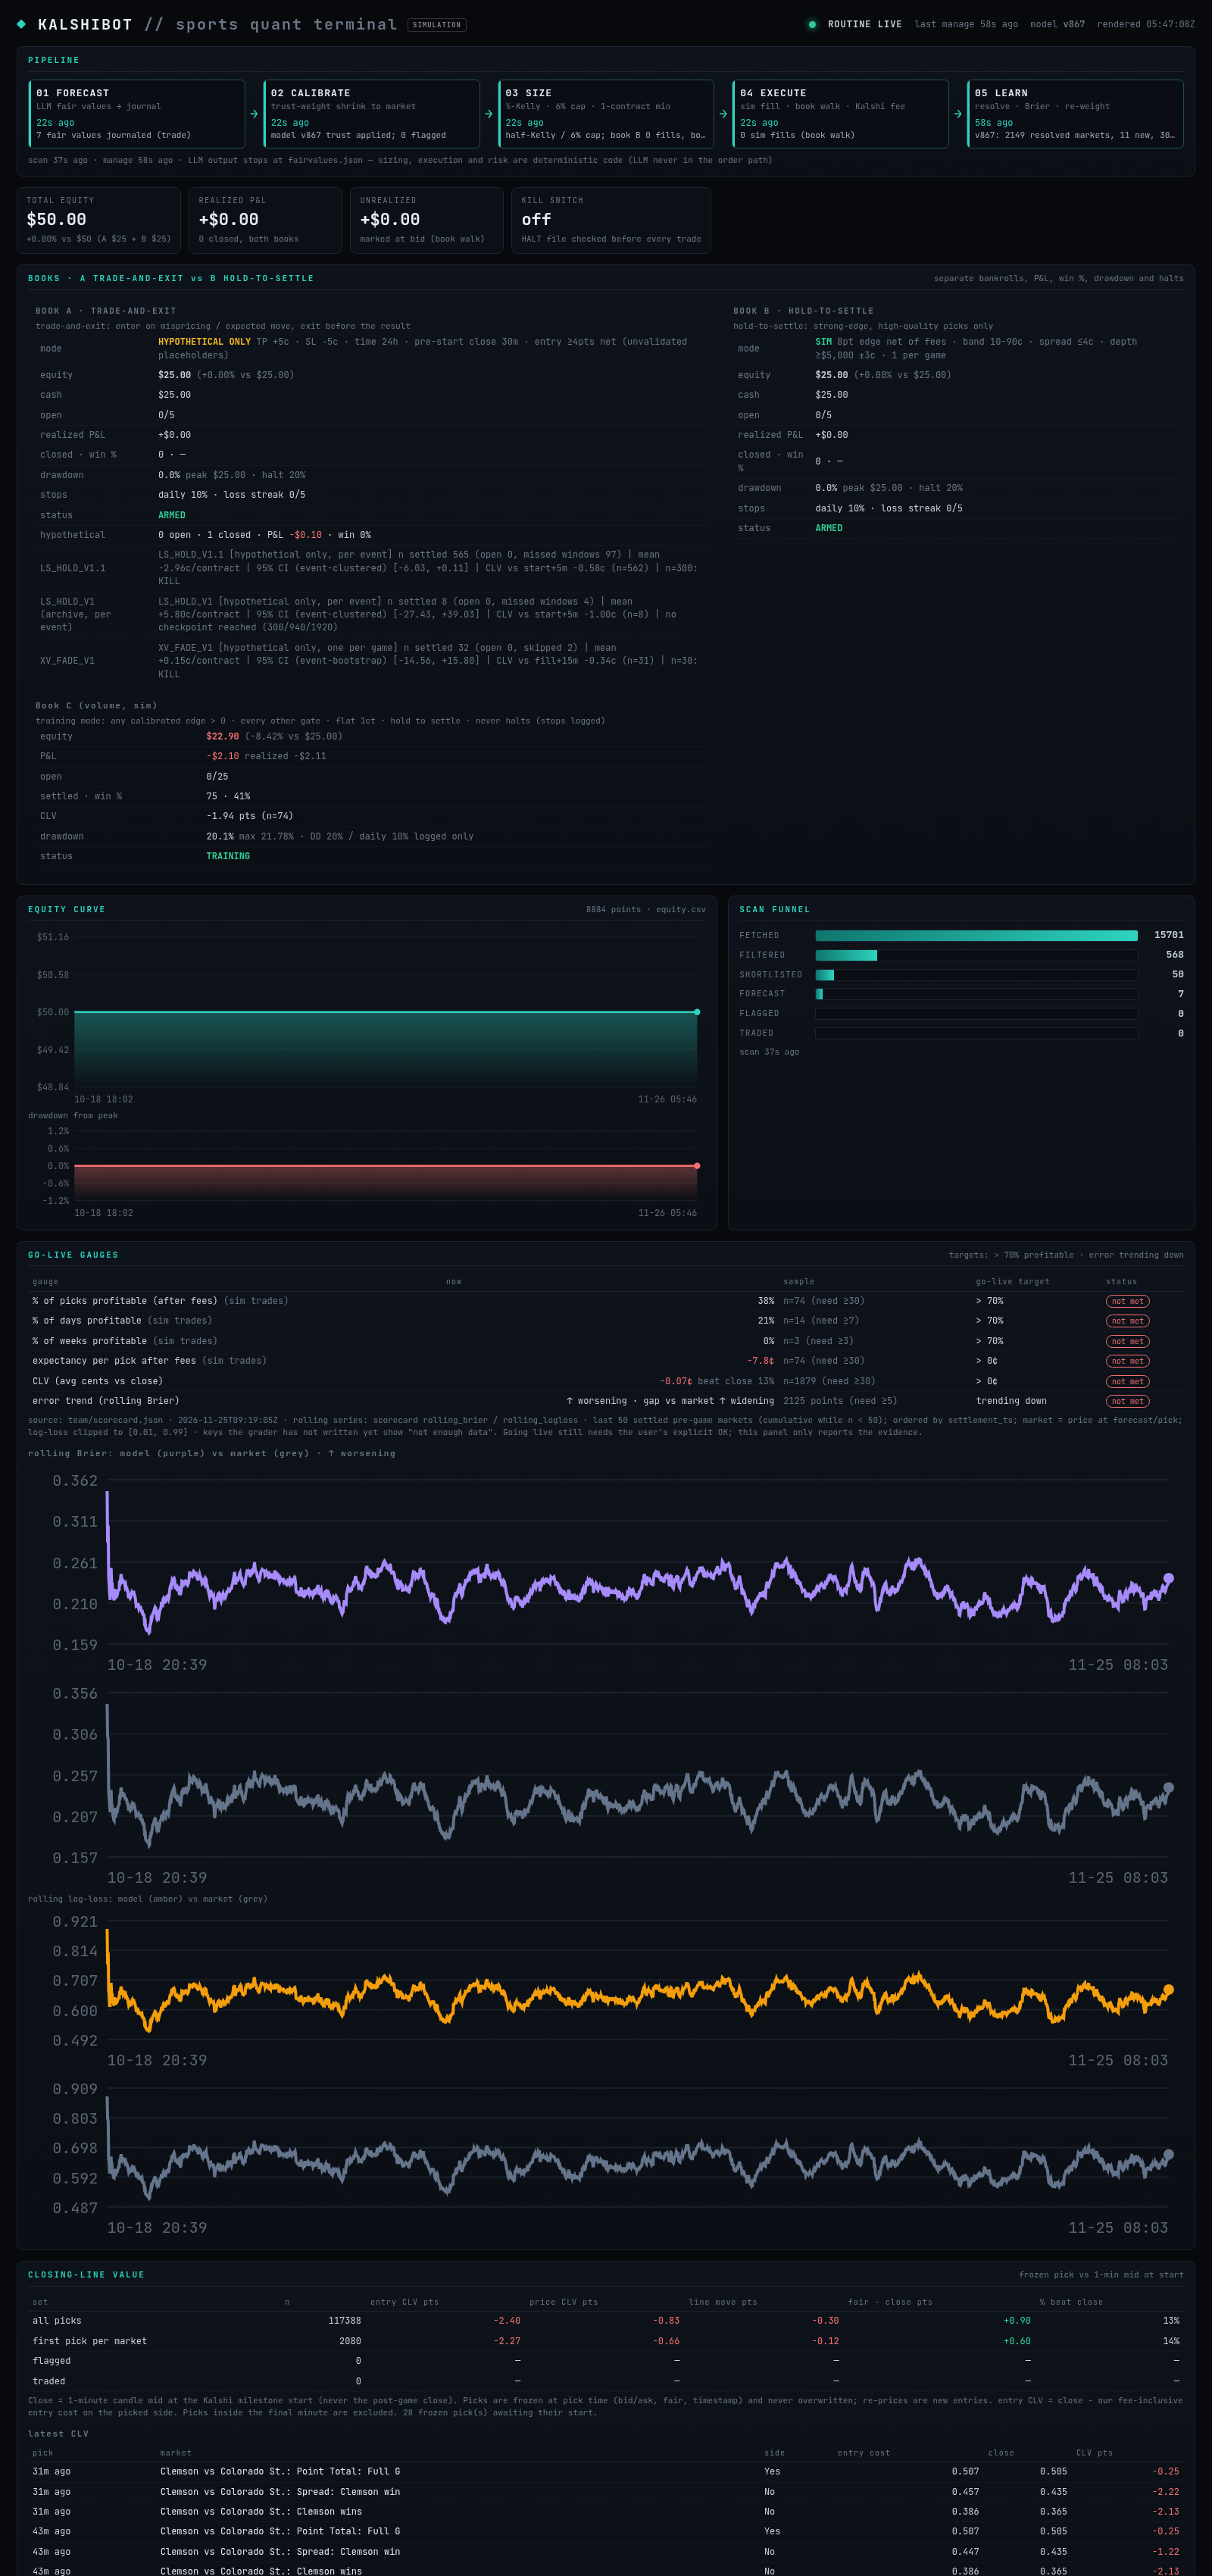 ◆ KALSHIBOT // sports quant terminal SIMULATION
ROUTINE LIVE last manage 58s ago model v867 rendered 05:47:08Z
PIPELINE
01 FORECAST
LLM fair values → journal
22s ago
7 fair values journaled (trade)
→
02 CALIBRATE
trust-weight shrink to market
22s ago
model v867 trust applied; 0 flagged
→
03 SIZE
½-Kelly · 6% cap · 1-contract min
22s ago
half-Kelly / 6% cap; book B 0 fills, bo…
→
04 EXECUTE
sim fill · book walk · Kalshi fee
22s ago
0 sim fills (book walk)
→
05 LEARN
resolve · Brier · re-weight
58s ago
v867: 2149 resolved markets, 11 new, 30…
scan 37s ago · manage 58s ago · LLM output stops at fairvalues.json — sizing, execution and risk are deterministic code (LLM never in the order path)
TOTAL EQUITY
$50.00
+0.00% vs $50 (A $25 + B $25)
REALIZED P&L
+$0.00
0 closed, both books
UNREALIZED
+$0.00
marked at bid (book walk)
KILL SWITCH
off
HALT file checked before every trade
BOOKS · A TRADE-AND-EXIT vs B HOLD-TO-SETTLE
separate bankrolls, P&L, win %, drawdown and halts
BOOK A · TRADE-AND-EXIT
trade-and-exit: enter on mispricing / expected move, exit before the result
mode HYPOTHETICAL ONLY TP +5c · SL -5c · time 24h · pre-start close 30m · entry ≥4pts net (unvalidated
placeholders)
equity $25.00 (+0.00% vs $25.00)
cash $25.00
open 0/5
realized P&L +$0.00
closed · win % 0 · —
drawdown 0.0% peak $25.00 · halt 20%
stops daily 10% · loss streak 0/5
status ARMED
hypothetical 0 open · 1 closed · P&L -$0.10 · win 0%
LS_HOLD_V1.1 LS_HOLD_V1.1 [hypothetical only, per event] n settled 565 (open 0, missed windows 97) | mean
-2.96c/contract | 95% CI (event-clustered) [-6.03, +0.11] | CLV vs start+5m -0.58c (n=562) | n=300:
KILL
LS_HOLD_V1 (archive, per event) LS_HOLD_V1 [hypothetical only, per event] n settled 8 (open 0, missed windows 4) | mean
+5.80c/contract | 95% CI (event-clustered) [-27.43, +39.03] | CLV vs start+5m -1.00c (n=8) | no
checkpoint reached (300/940/1920)
XV_FADE_V1 XV_FADE_V1 [hypothetical only, one per game] n settled 32 (open 0, skipped 2) | mean
+0.15c/contract | 95% CI (event-bootstrap) [-14.56, +15.80] | CLV vs fill+15m -0.34c (n=31) | n=30:
KILL
BOOK B · HOLD-TO-SETTLE
hold-to-settle: strong-edge, high-quality picks only
mode SIM 8pt edge net of fees · band 10-90c · spread ≤4c · depth
≥$5,000 ±3c · 1 per game
equity $25.00 (+0.00% vs $25.00)
cash $25.00
open 0/5
realized P&L +$0.00
closed · win % 0 · —
drawdown 0.0% peak $25.00 · halt 20%
stops daily 10% · loss streak 0/5
status ARMED
Book C (volume, sim)
training mode: any calibrated edge > 0 · every other gate · flat 1ct · hold to settle · never halts (stops logged)
equity $22.90 (-8.42% vs $25.00)
P&L -$2.10 realized -$2.11
open 0/25
settled · win % 75 · 41%
CLV -1.94 pts (n=74)
drawdown 20.1% max 21.78% · DD 20% / daily 10% logged only
status TRAINING
EQUITY CURVE
8884 points · equity.csv
$51.16
$50.58
$50.00
$49.42
$48.84
10-18 18:02 11-26 05:46
drawdown from peak
1.2%
0.6%
0.0%
-0.6%
-1.2%
10-18 18:02 11-26 05:46
SCAN FUNNEL
FETCHED 15701
FILTERED 568
SHORTLISTED 50
FORECAST 7
FLAGGED 0
TRADED 0
scan 37s ago
GO-LIVE GAUGES
targets: > 70% profitable · error trending down
gauge now sample go-live target status
% of picks profitable (after fees) (sim trades) 38% n=74 (need ≥30) > 70% not met
% of days profitable (sim trades) 21% n=14 (need ≥7) > 70% not met
% of weeks profitable (sim trades) 0% n=3 (need ≥3) > 70% not met
expectancy per pick after fees (sim trades) -7.8¢ n=74 (need ≥30) > 0¢ not met
CLV (avg cents vs close) -0.07¢ beat close 13% n=1879 (need ≥30) > 0¢ not met
error trend (rolling Brier) ↑ worsening · gap vs market ↑ widening 2125 points (need ≥5) trending down not met
source: team/scorecard.json · 2026-11-25T09:19:05Z · rolling series: scorecard rolling_brier / rolling_logloss · last 50 settled pre-game markets (cumulative while n < 50); ordered by settlement_ts; market = price at forecast/pick;
log-loss clipped to [0.01, 0.99] · keys the grader has not written yet show "not enough data". Going live still needs the user's explicit OK; this panel only reports the evidence.
rolling Brier: model (purple) vs market (grey) · ↑ worsening
0.362
0.311
0.261
0.210
0.159
10-18 20:39 11-25 08:03
0.356
0.306
0.257
0.207
0.157
10-18 20:39 11-25 08:03
rolling log-loss: model (amber) vs market (grey)
0.921
0.814
0.707
0.600
0.492
10-18 20:39 11-25 08:03
0.909
0.803
0.698
0.592
0.487
10-18 20:39 11-25 08:03
CLOSING-LINE VALUE
frozen pick vs 1-min mid at start
set n entry CLV pts price CLV pts line move pts fair - close pts % beat close
all picks 117388 -2.40 -0.83 -0.30 +0.90 13%
first pick per market 2080 -2.27 -0.66 -0.12 +0.60 14%
flagged 0 — — — — —
traded 0 — — — — —
Close = 1-minute candle mid at the Kalshi milestone start (never the post-game close). Picks are frozen at pick time (bid/ask, fair, timestamp) and never overwritten; re-prices are new entries. entry CLV = close - our fee-inclusive
entry cost on the picked side. Picks inside the final minute are excluded. 28 frozen pick(s) awaiting their start.
latest CLV
pick market side entry cost close CLV pts
31m ago Clemson vs Colorado St.: Point Total: Full G Yes 0.507 0.505 -0.25
31m ago Clemson vs Colorado St.: Spread: Clemson win No 0.457 0.435 -2.22
31m ago Clemson vs Colorado St.: Clemson wins No 0.386 0.365 -2.13
43m ago Clemson vs Colorado St.: Point Total: Full G Yes 0.507 0.505 -0.25
43m ago Clemson vs Colorado St.: Spread: Clemson win No 0.447 0.435 -1.22
43m ago Clemson vs Colorado St.: Clemson wins No 0.386 0.365 -2.13